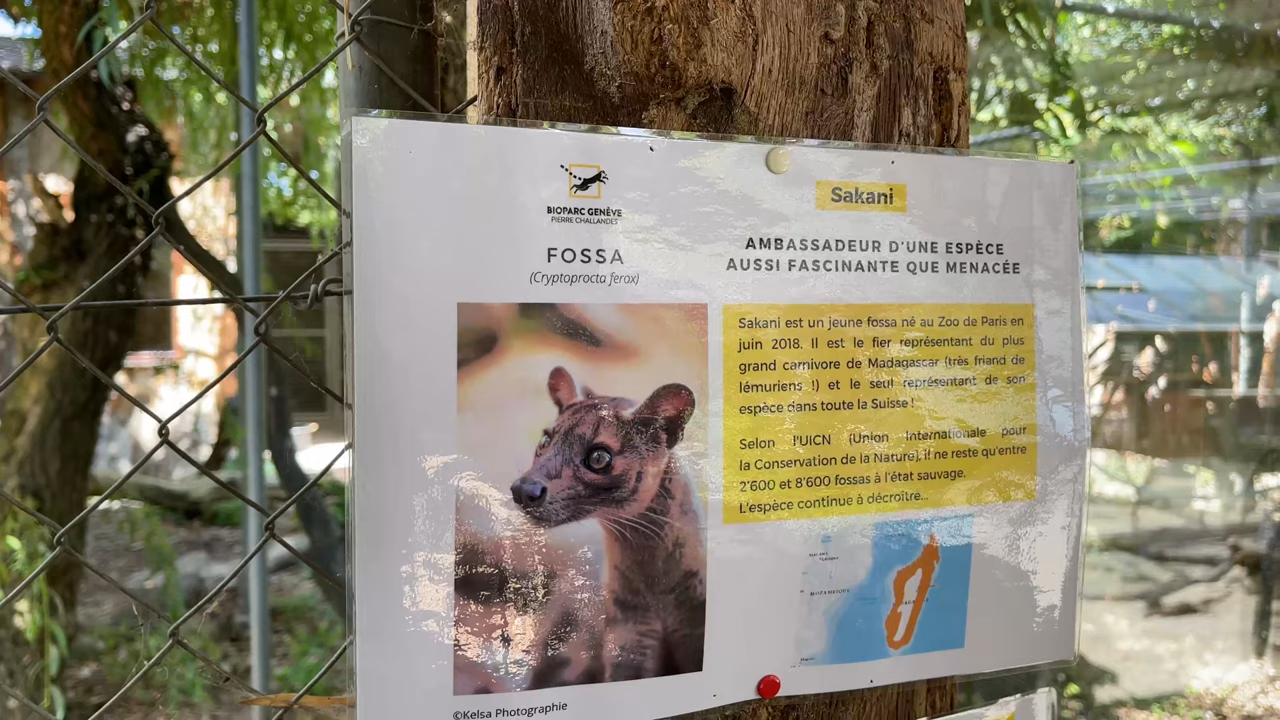 BIOPARC GENÈVE
PIERRE CHALLANDES
FOSSA
(Cryptoprocta ferox)
©Kelsa Photographie
Sakani
AMBASSADEUR D'UNE ESPÈCE
AUSSI FASCINANTE QUE MENACÉE
Sakani est un jeune fossa né au Zoo de Paris en
juin 2018. Il est le fier représentant du plus
grand carnivore de Madagascar (très friand de
lémuriens !) et le seul représentant de son
espèce dans toute la Suisse !
Selon l'UICN (Union Internationale pour
la Conservation de la Nature), il ne reste qu'entre
2'600 et 8'600 fossas à l'état sauvage.
L'espèce continue à décroître...
MOZAMBIQUE